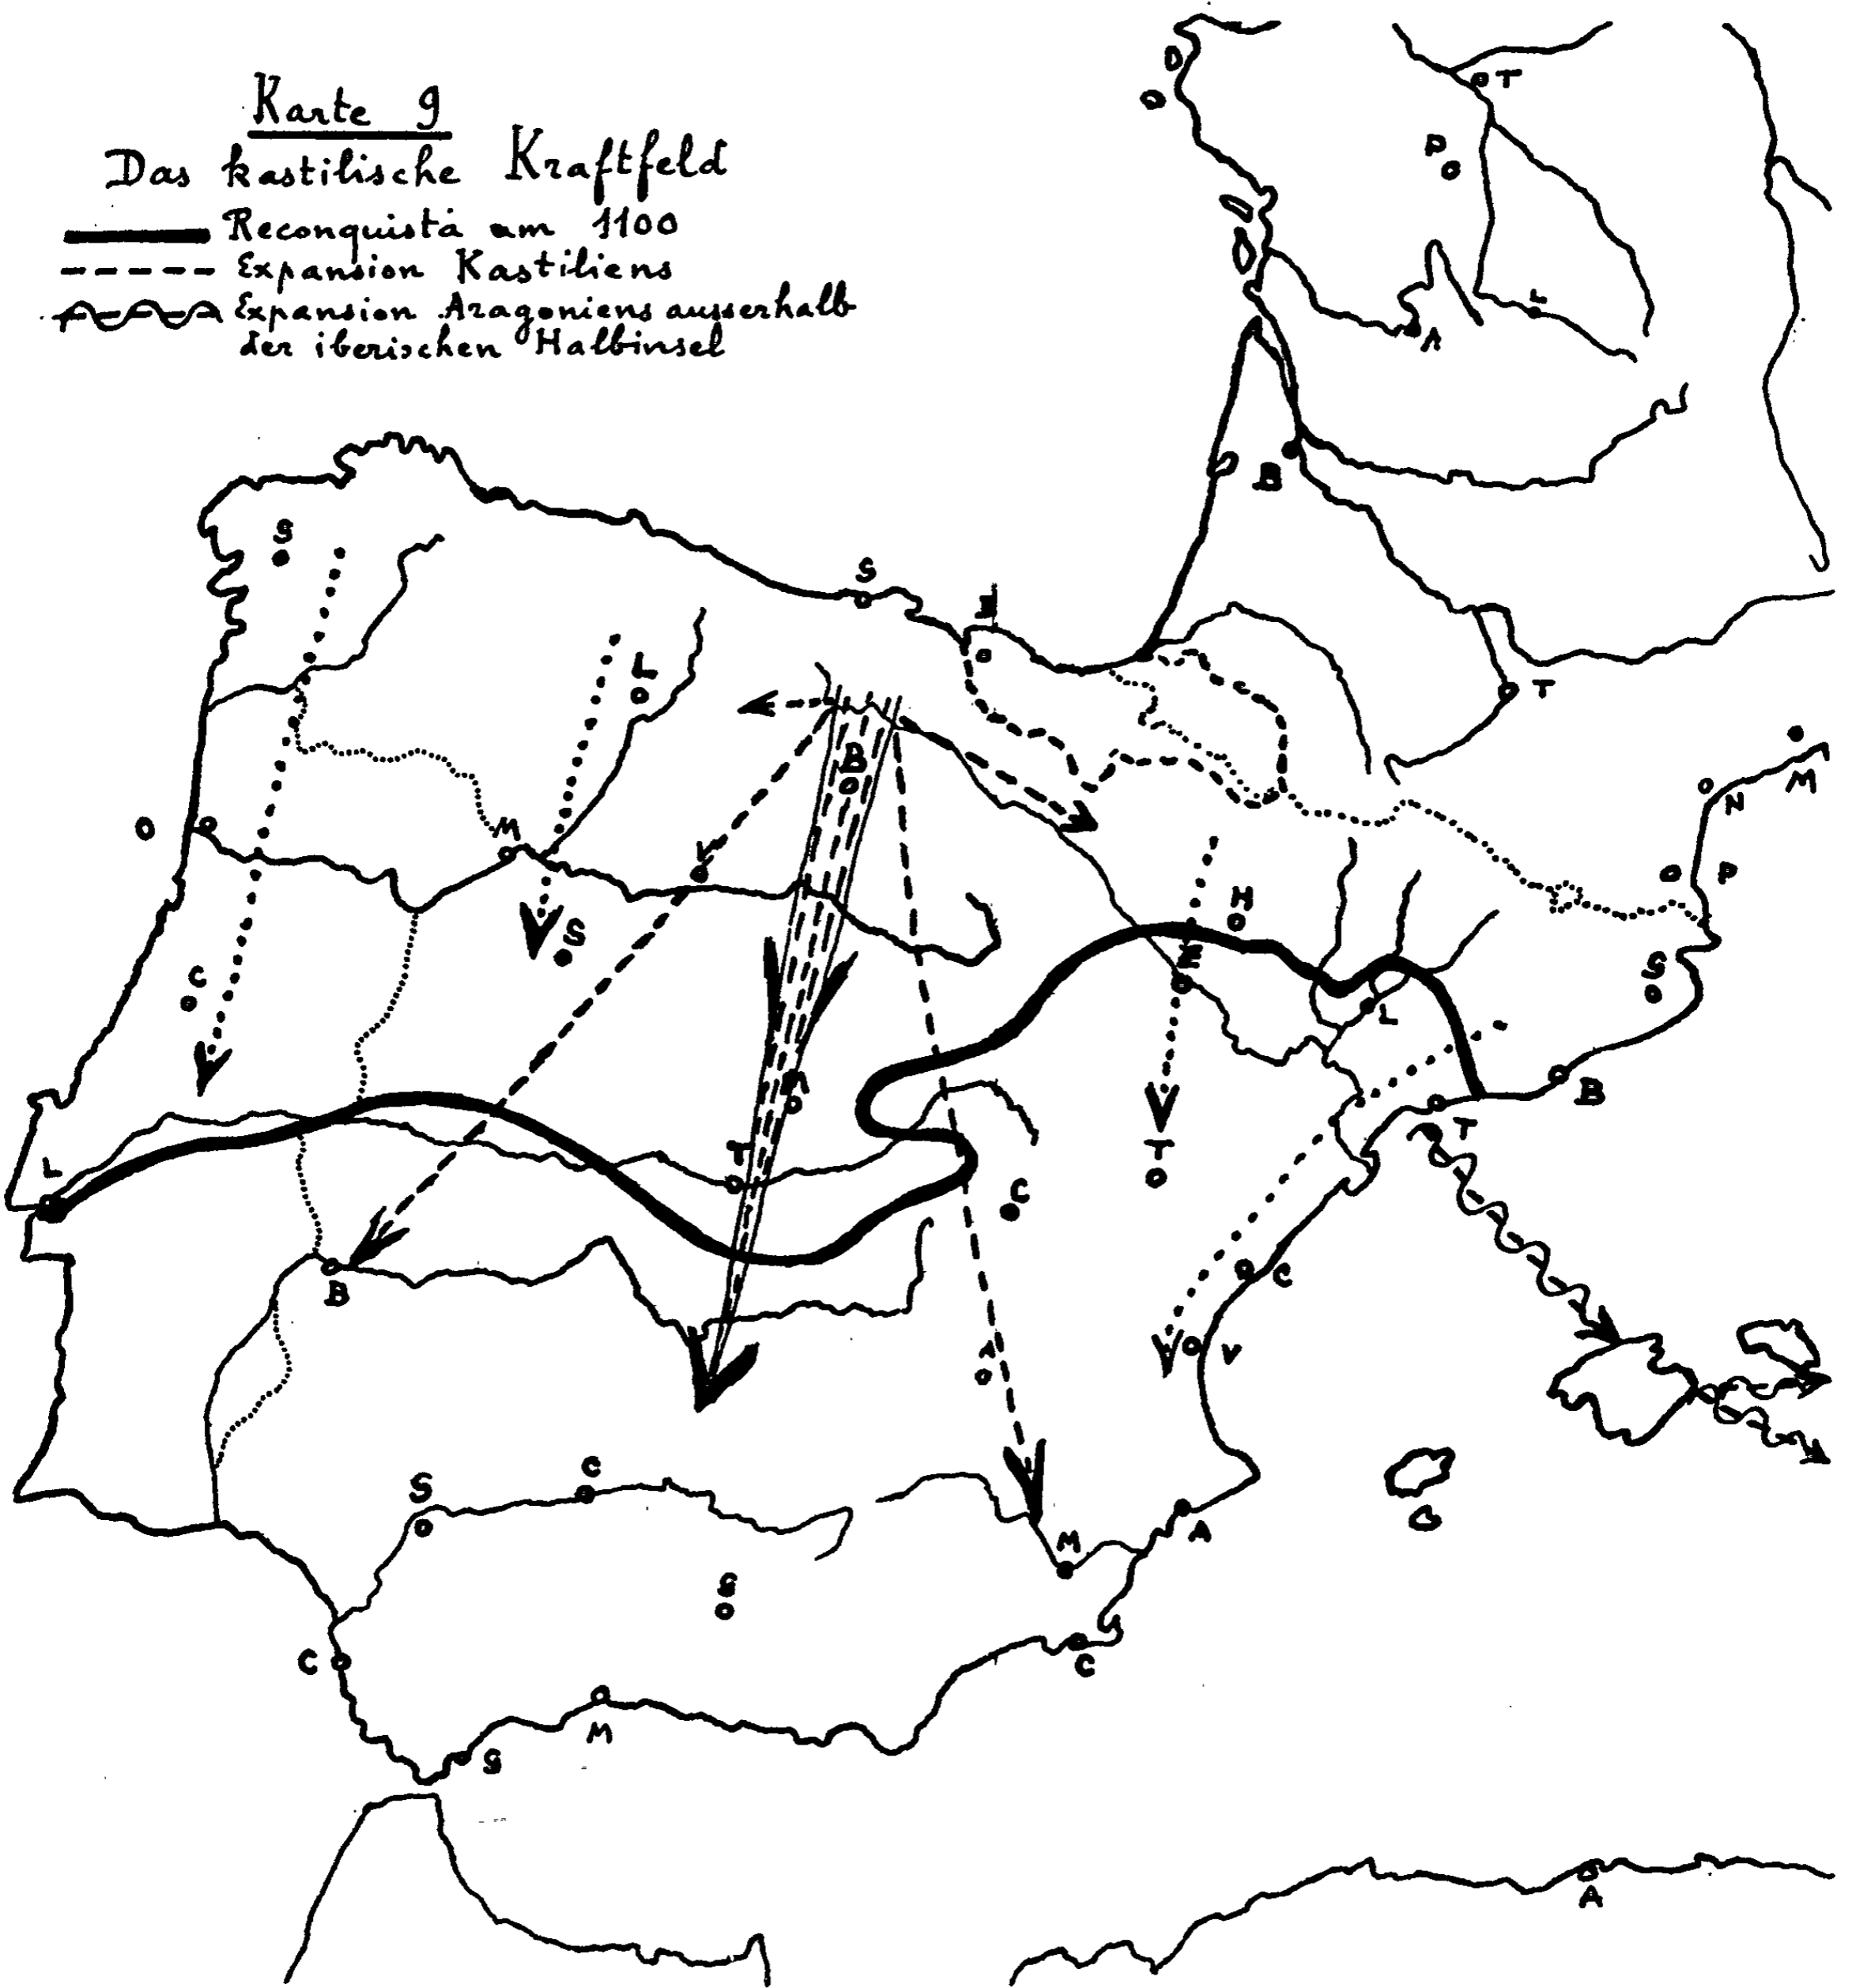 Karte 9
Das kastilische Kraftfeld
Reconquista um 1100
Expansion Kastiliens
Expansion Aragoniens ausserhalb
der iberischen Halbinsel
O
T
P
L
A
B
S
S
L
T
B
M
N
M
V
O
H
P
S
E
C
S
L
M
B
T
L
T
T
C
B
C
A
V
S
C
A
M
G
C
C
M
G
A